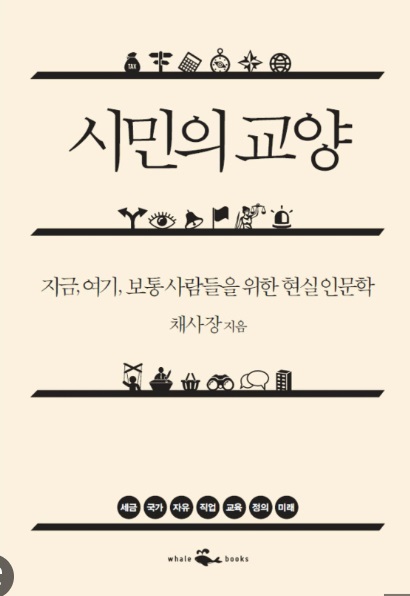 TAX
시민의 교양
지금, 여기, 보통 사람들을 위한 현실 인문학
채사장 지음
세금 국가 자유 직업 교육 정의 미래
whale books